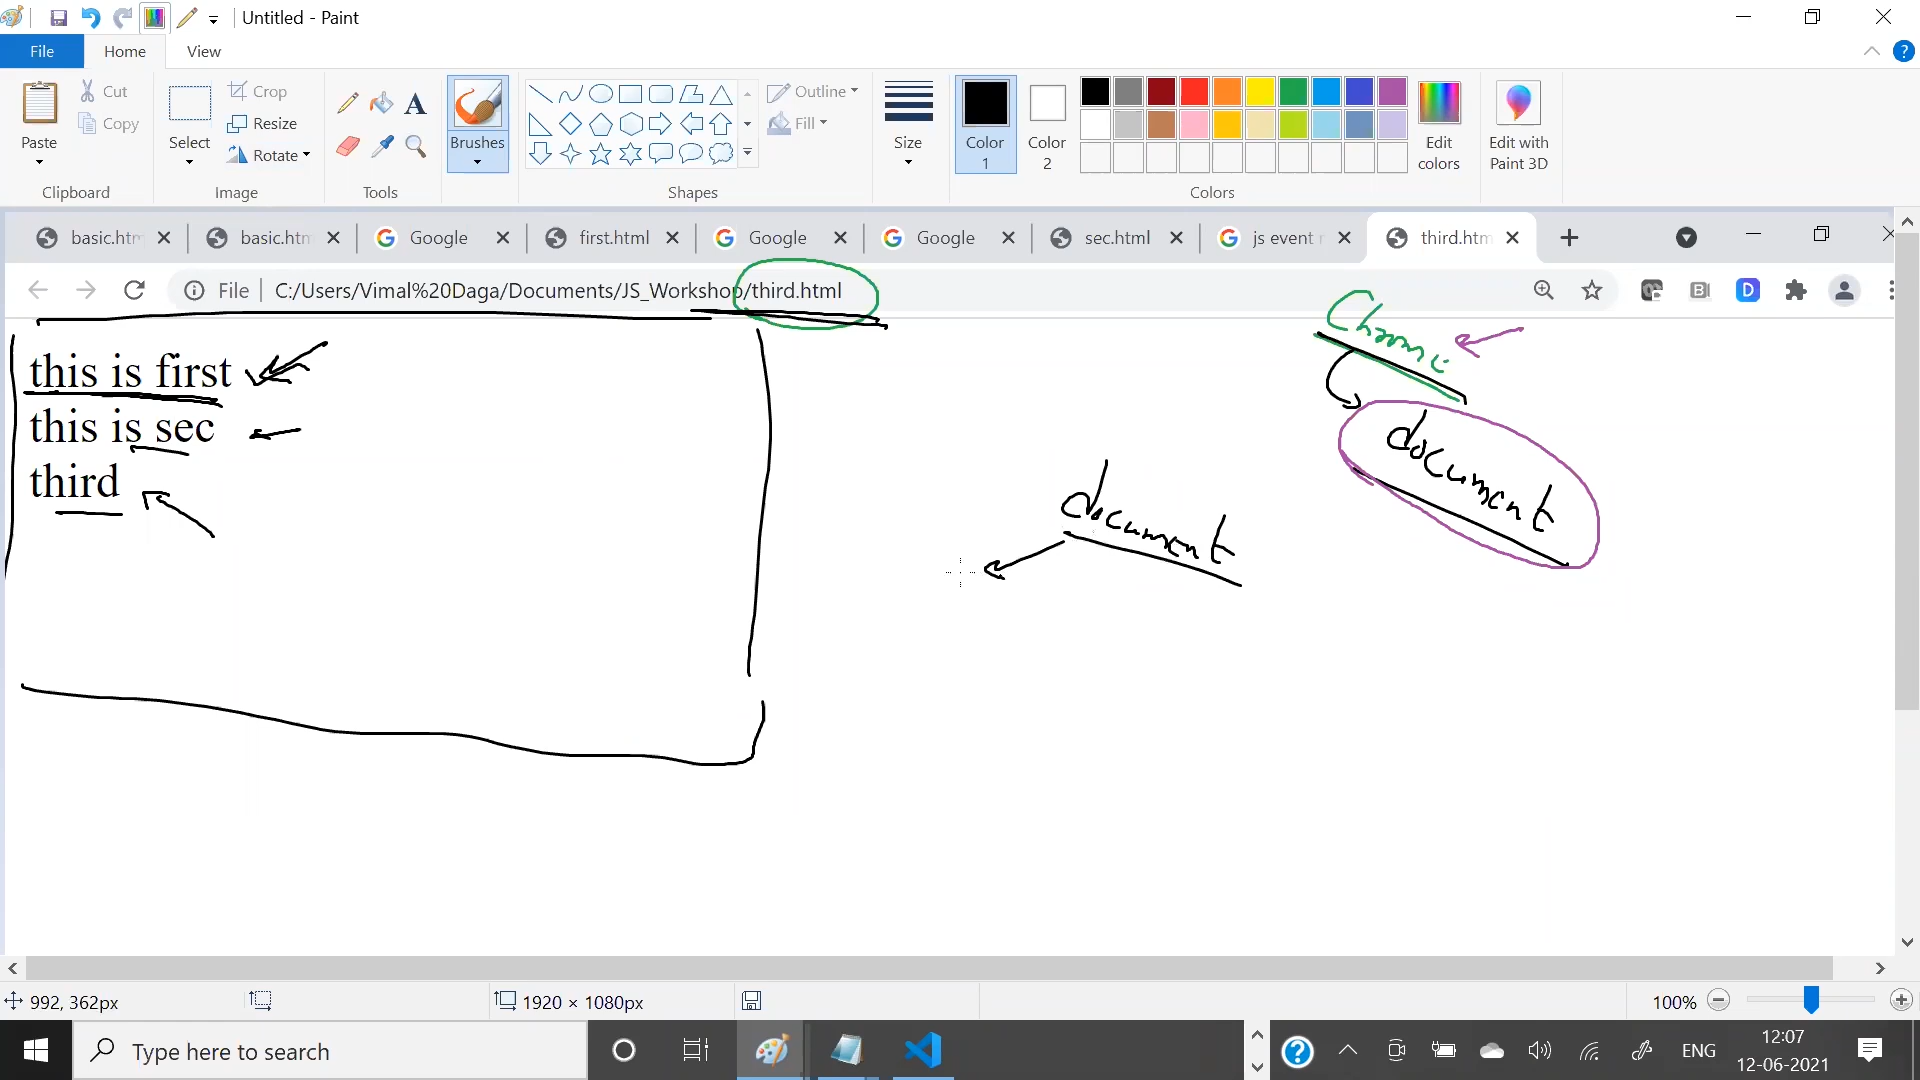 Untitled - Paint
File Home View
Paste
Cut
Copy
Clipboard
Select
Crop
Resize
Rotate
Image
Tools
Brushes
Shapes
Outline
Fill
Size
Color 1
Color 2
Colors
Edit colors
Edit with Paint 3D
basic.htm basic.htm Google first.html Google Google sec.html js event r third.htm
File C:/Users/Vimal%20Daga/Documents/JS_Workshop/third.html
Chrome
this is first
this is sec
third
document
document
992, 362px
1920 × 1080px
100%
Type here to search
ENG
12:07
12-06-2021